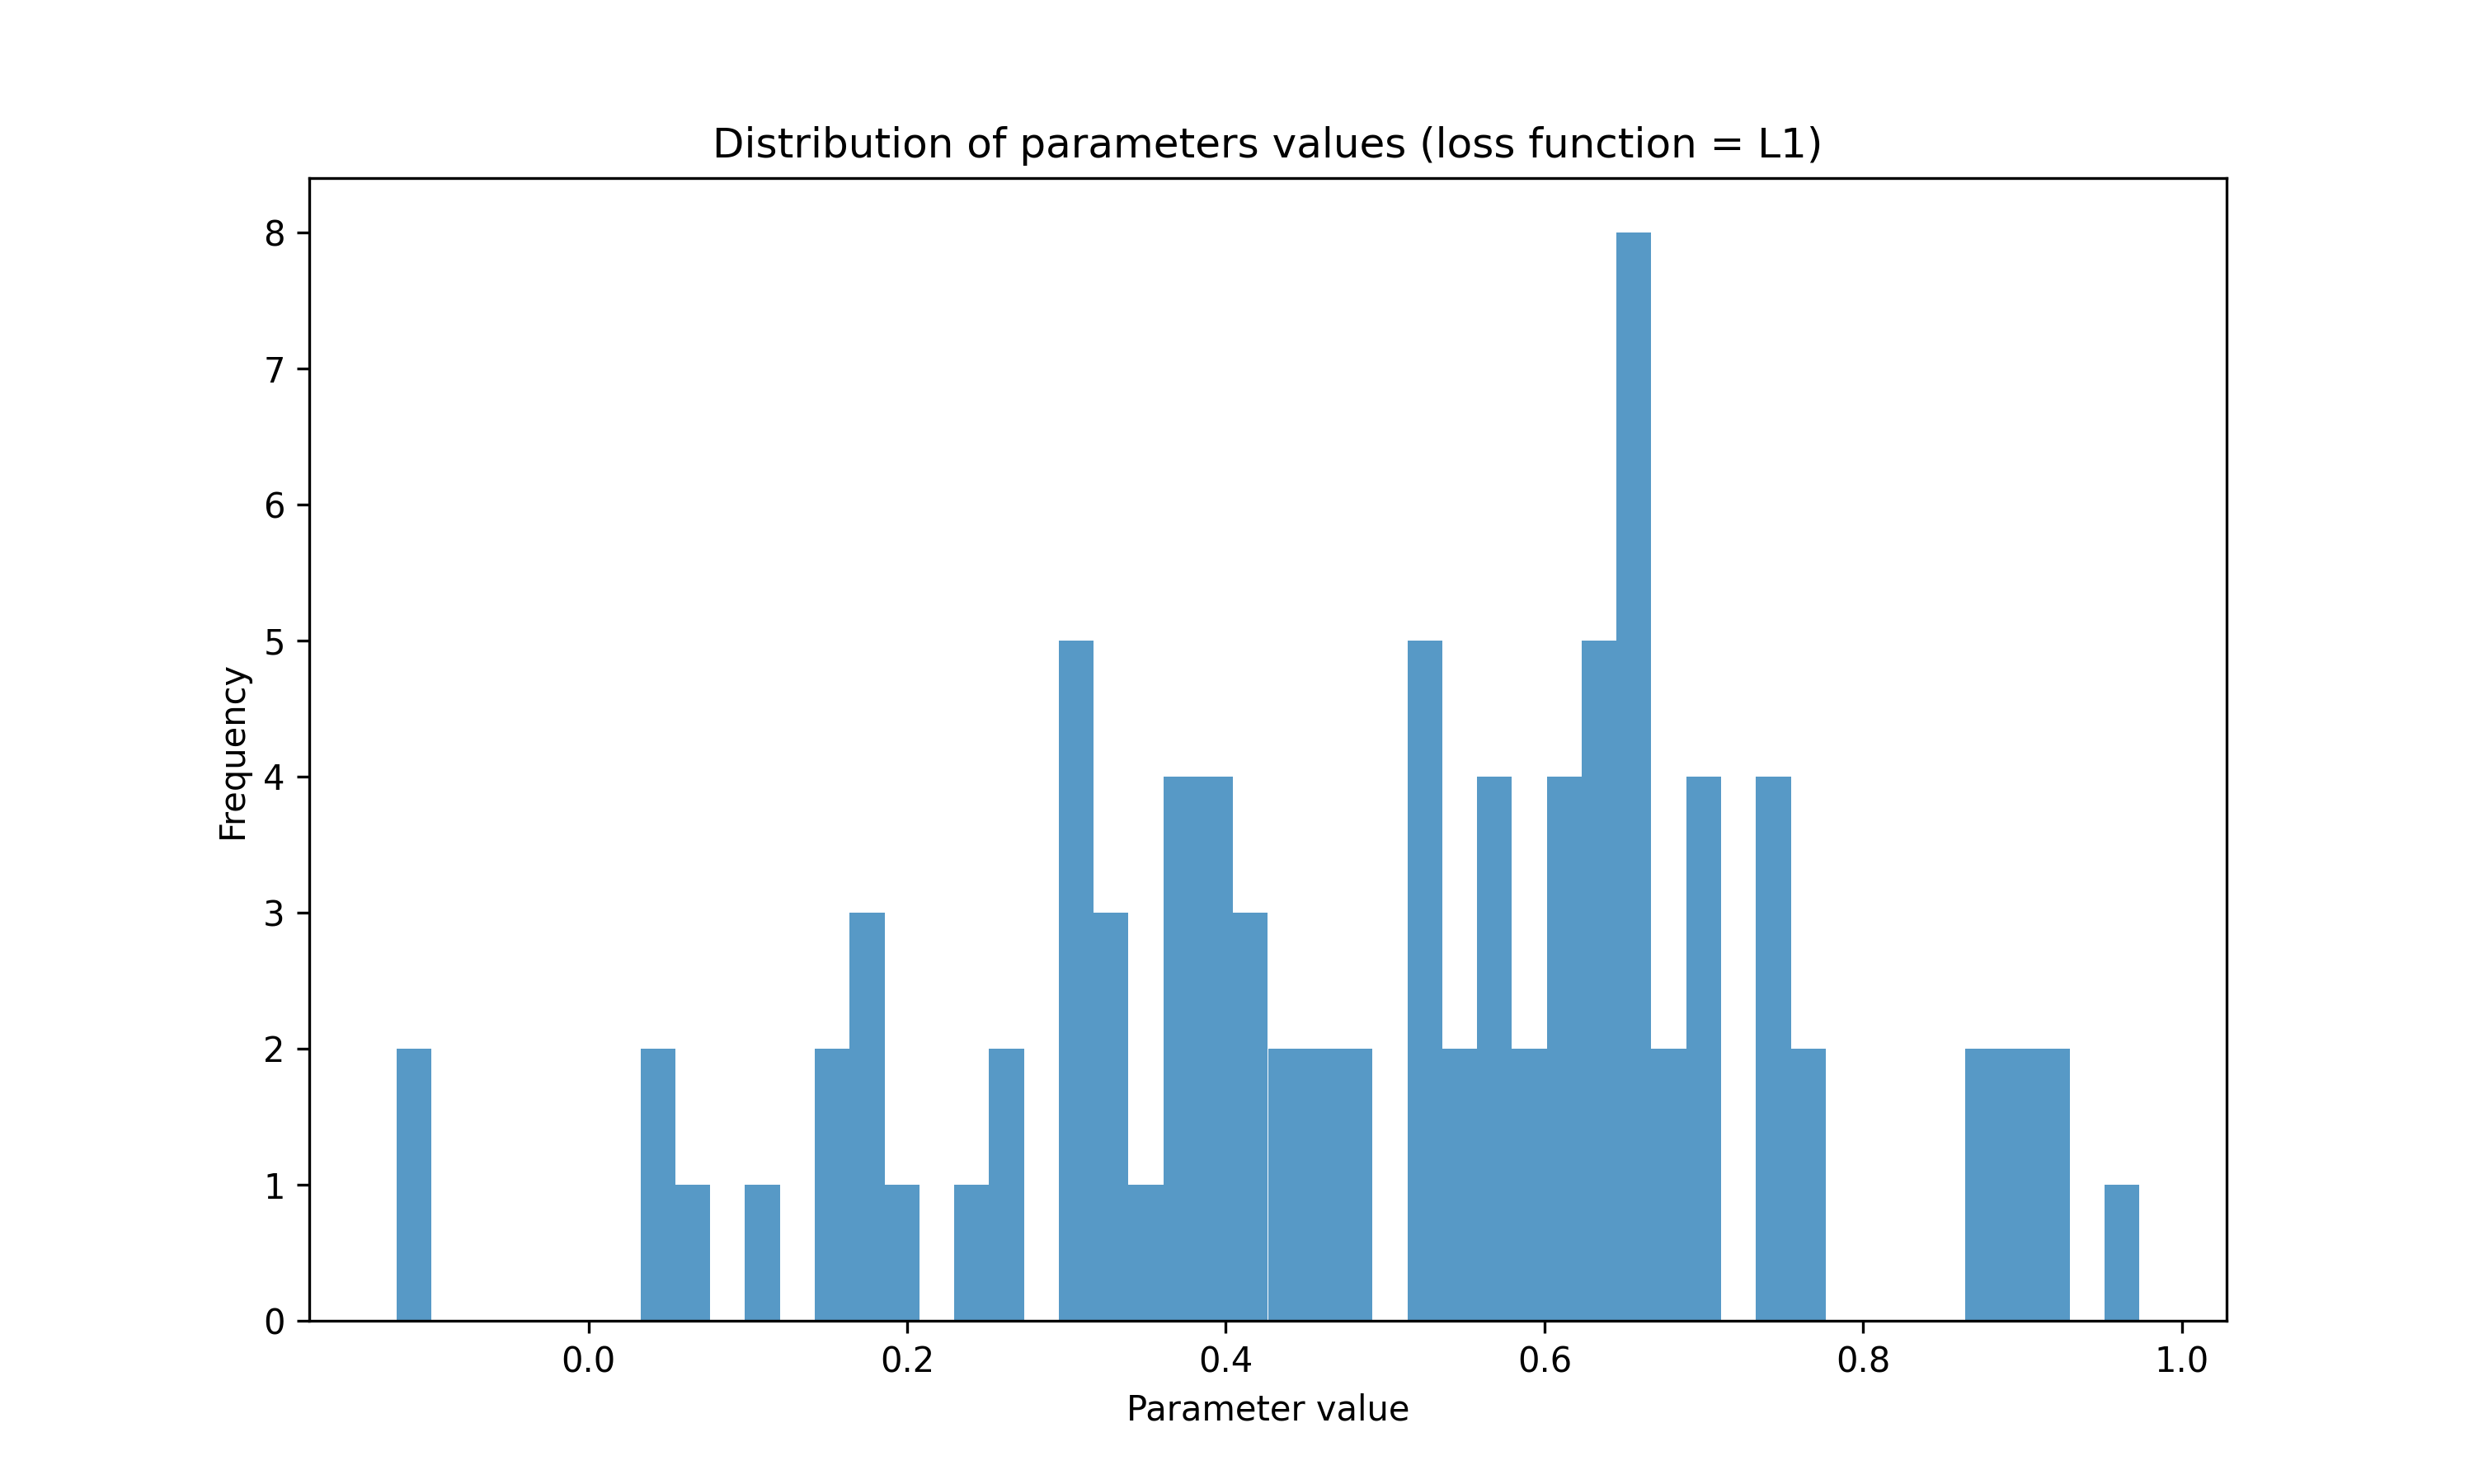 Distribution of parameters values (loss function = L1)
Frequency
8
7
6
5
4
3
2
1
0
0.0 0.2 0.4 0.6 0.8 1.0
Parameter value